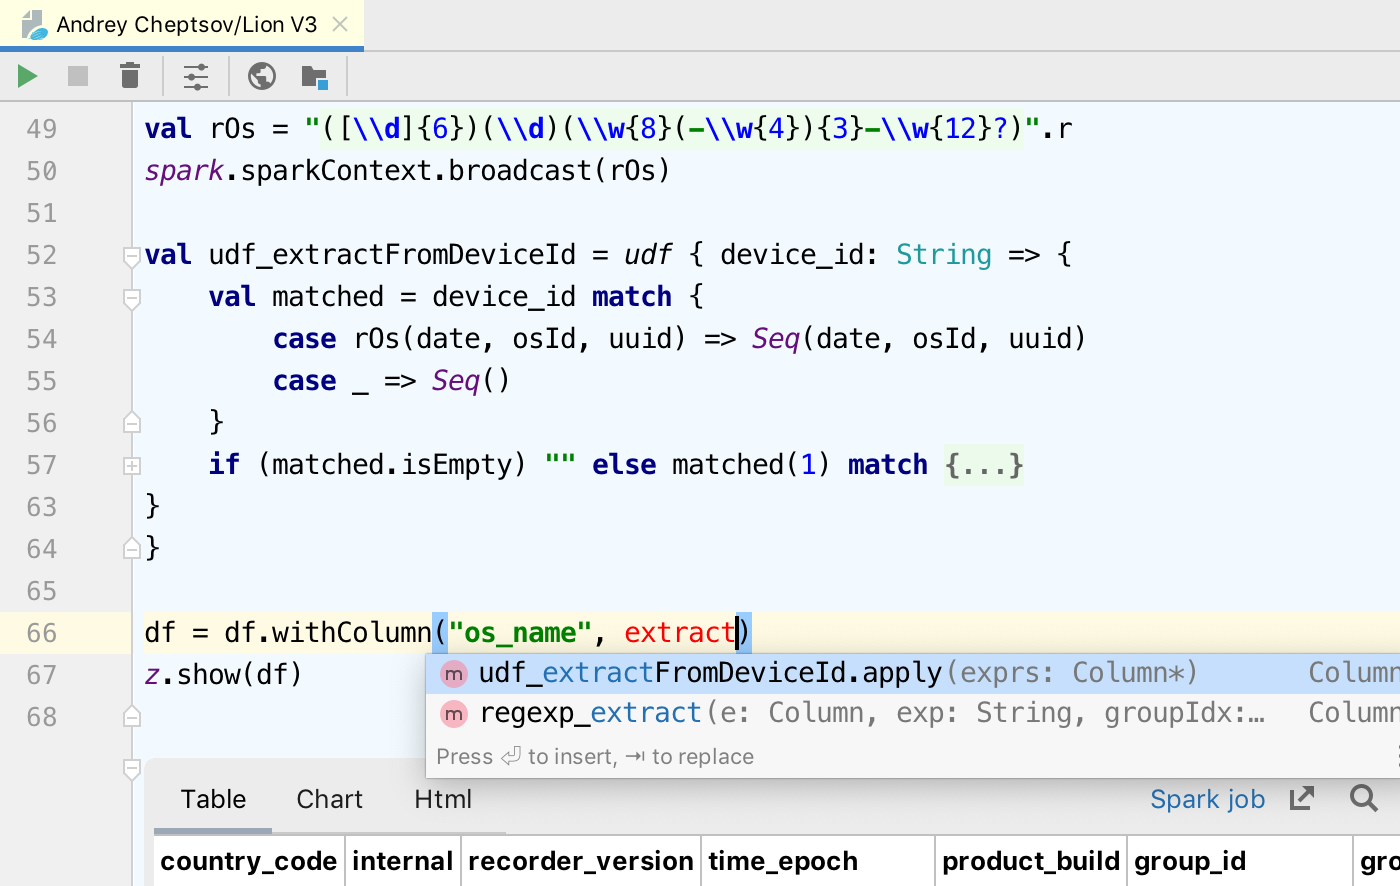 Andrey Cheptsov/Lion V3
49 val rOs = "([\\d]{6})(\\d)(\\w{8}(-\\w{4}){3}-\\w{12}?)".r
50 spark.sparkContext.broadcast(rOs)
51
52 val udf_extractFromDeviceId = udf { device_id: String => {
53 val matched = device_id match {
54 case rOs(date, osId, uuid) => Seq(date, osId, uuid)
55 case _ => Seq()
56 }
57 if (matched.isEmpty) "" else matched(1) match {...}
63 }
64 }
65
66 df = df.withColumn("os_name", extract)
67 z.show(df)
m udf_extractFromDeviceId.apply(exprs: Column*) Column
68
m regexp_extract(e: Column, exp: String, groupIdx:… Column
Press ⏎ to insert, ⇥ to replace
Table Chart Html Spark job
country_code internal recorder_version time_epoch product_build group_id gro